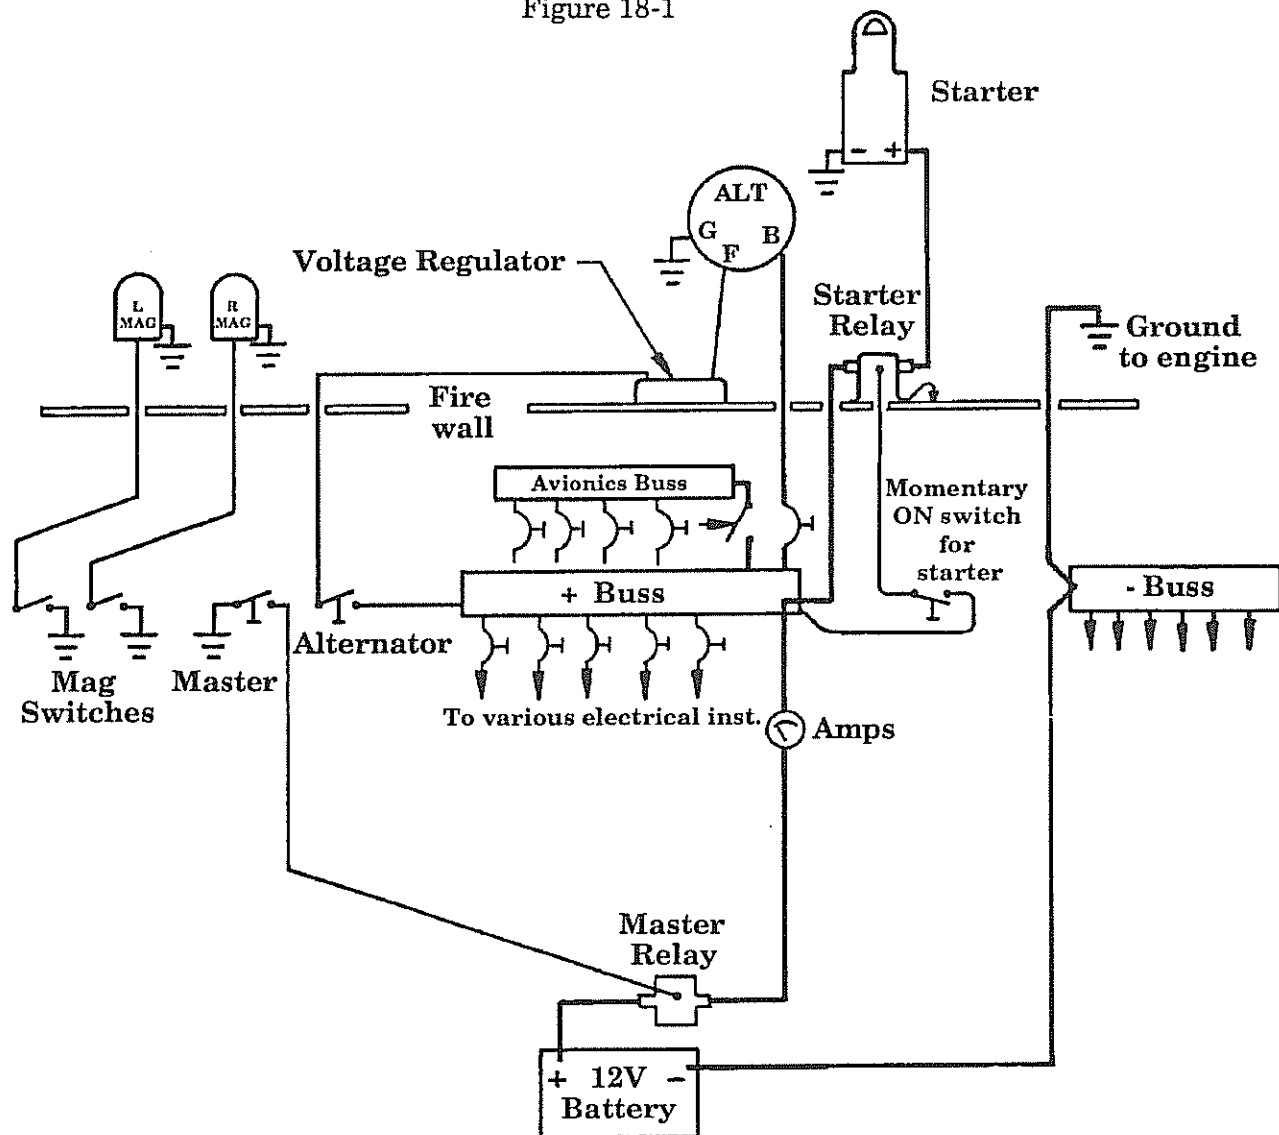 Figure 18-1
Starter
- +
ALT
G
F
B
Voltage Regulator
Starter
Relay
L
MAG
R
MAG
Ground
to engine
Fire
wall
Avionics Buss
Momentary
ON switch
for
starter
+ Buss
- Buss
Alternator
Mag
Switches
Master
To various electrical inst.
Amps
Master
Relay
+ 12V -
Battery